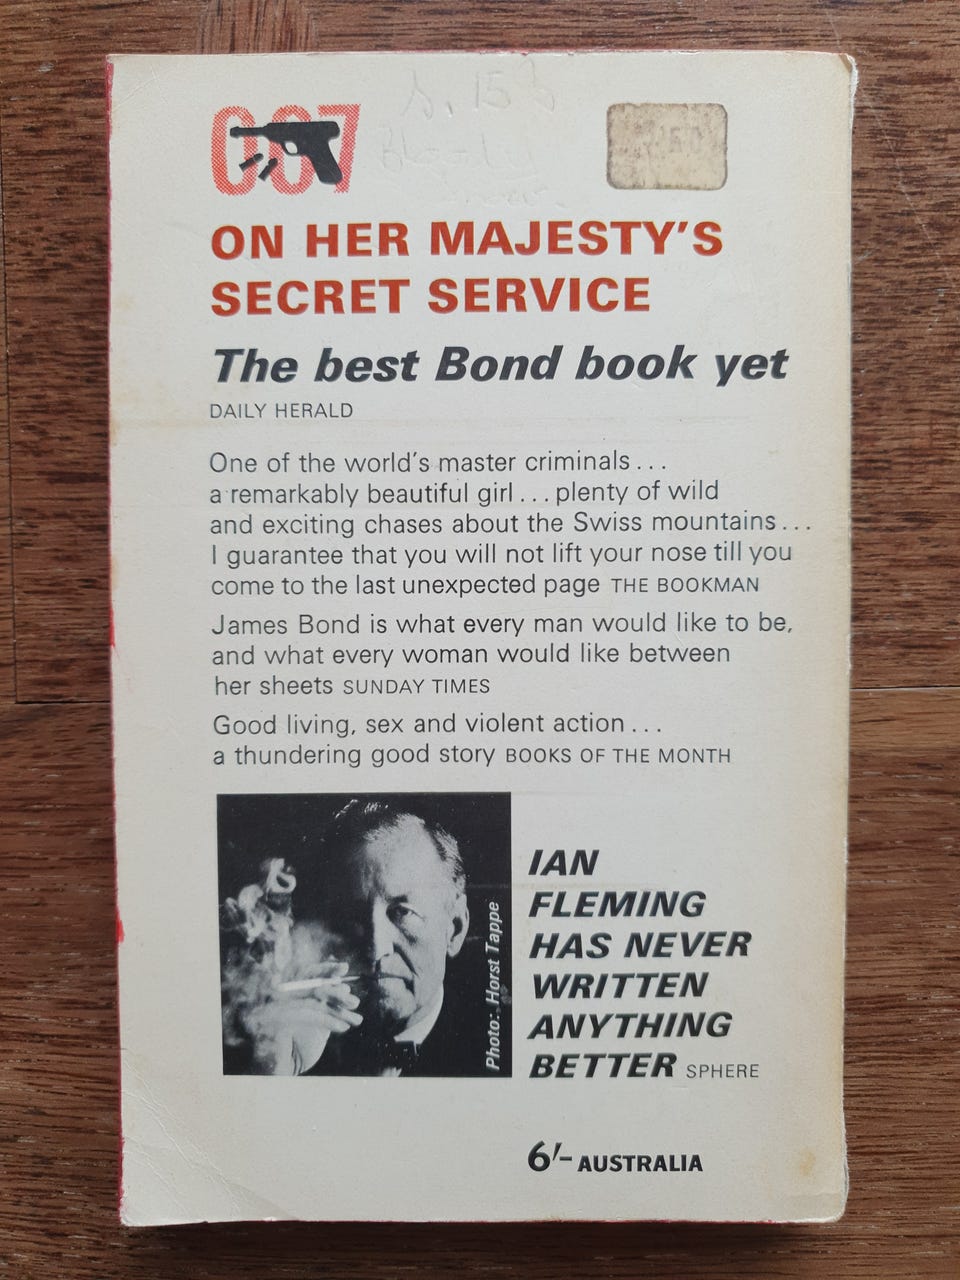 007
ON HER MAJESTY'S
SECRET SERVICE
The best Bond book yet
DAILY HERALD
One of the world's master criminals...
a remarkably beautiful girl... plenty of wild
and exciting chases about the Swiss mountains...
I guarantee that you will not lift your nose till you
come to the last unexpected page THE BOOKMAN
James Bond is what every man would like to be,
and what every woman would like between
her sheets SUNDAY TIMES
Good living, sex and violent action...
a thundering good story BOOKS OF THE MONTH
Photo: Horst Tappe
IAN
FLEMING
HAS NEVER
WRITTEN
ANYTHING
BETTER SPHERE
6/- AUSTRALIA